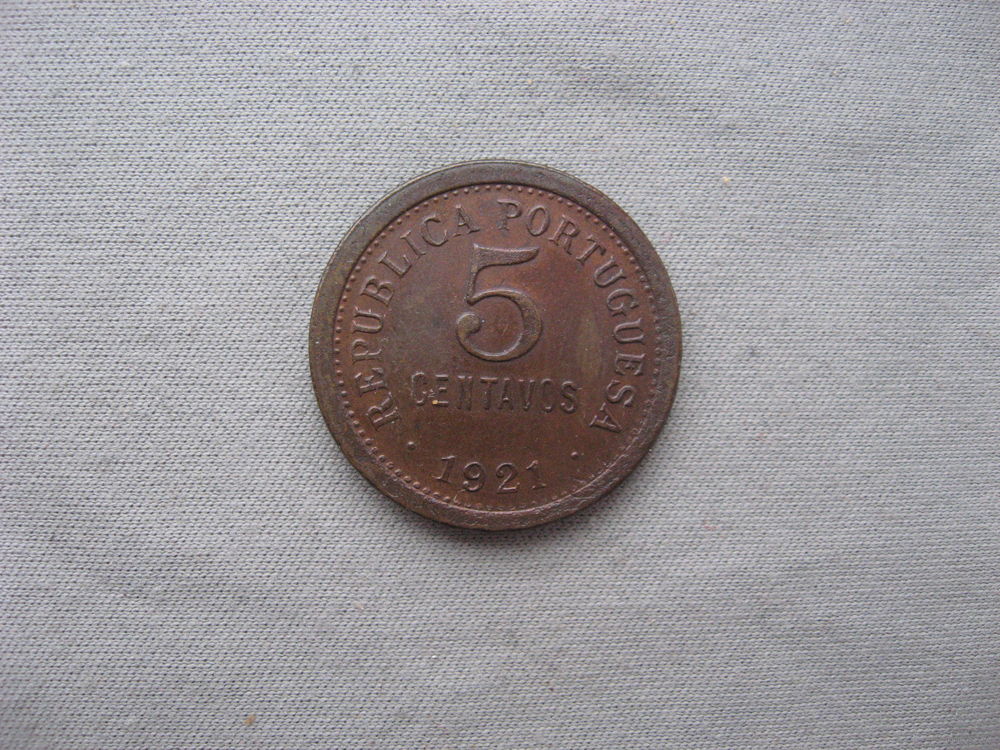 REPUBLICA PORTUGUESA
5
CENTAVOS
· 1921 ·